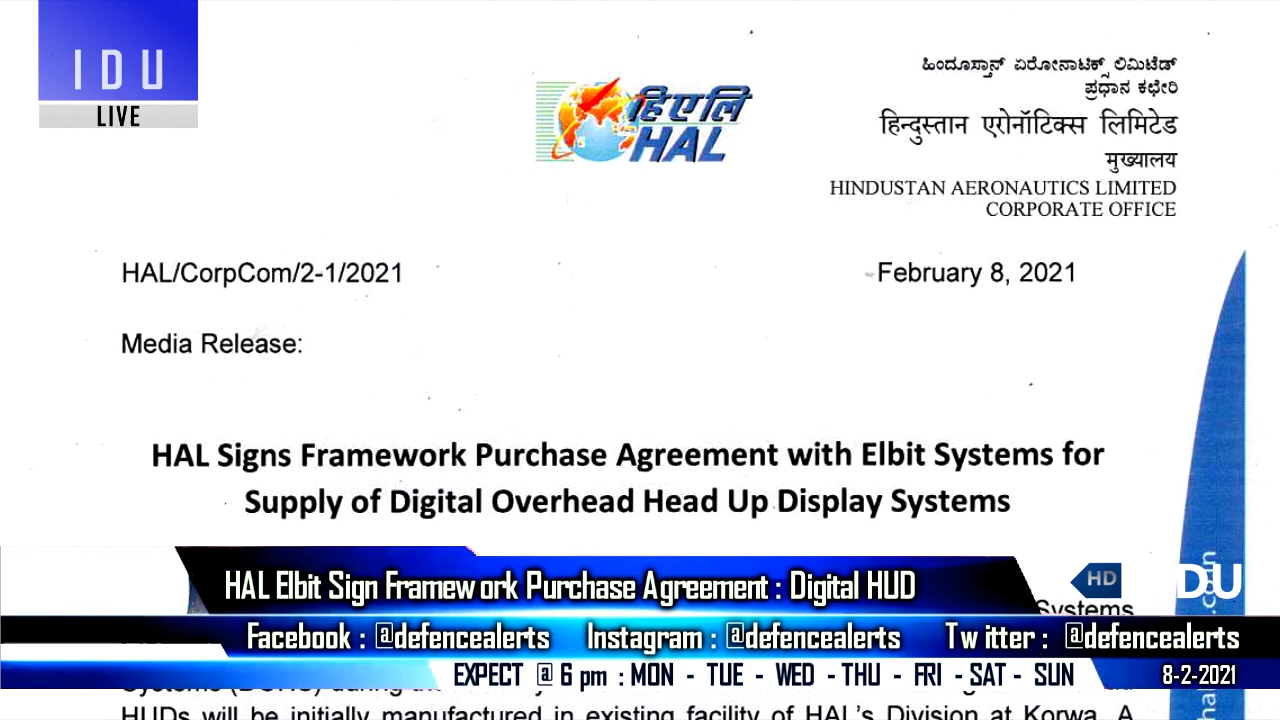 IDU
LIVE
हिएलि
HAL
ಹಿಂದೂಸ್ತಾನ್ ಏರೋನಾಟಿಕ್ಸ್ ಲಿಮಿಟೆಡ್
ಪ್ರಧಾನ ಕಛೇರಿ
हिन्दुस्तान एरोनॉटिक्स लिमिटेड
मुख्यालय
HINDUSTAN AERONAUTICS LIMITED
CORPORATE OFFICE
HAL/CorpCom/2-1/2021 February 8, 2021
Media Release:
HAL Signs Framework Purchase Agreement with Elbit Systems for
Supply of Digital Overhead Head Up Display Systems
HAL Elbit Sign Framework Purchase Agreement : Digital HUD
HD
DU
Systems
Facebook : @defencealerts Instagram : @defencealerts Twitter : @defencealerts
EXPECT @ 6 pm : MON - TUE - WED - THU - FRI - SAT - SUN 8-2-2021
HUDs will be initially manufactured in existing facility of HAL's Division at Korwa. A